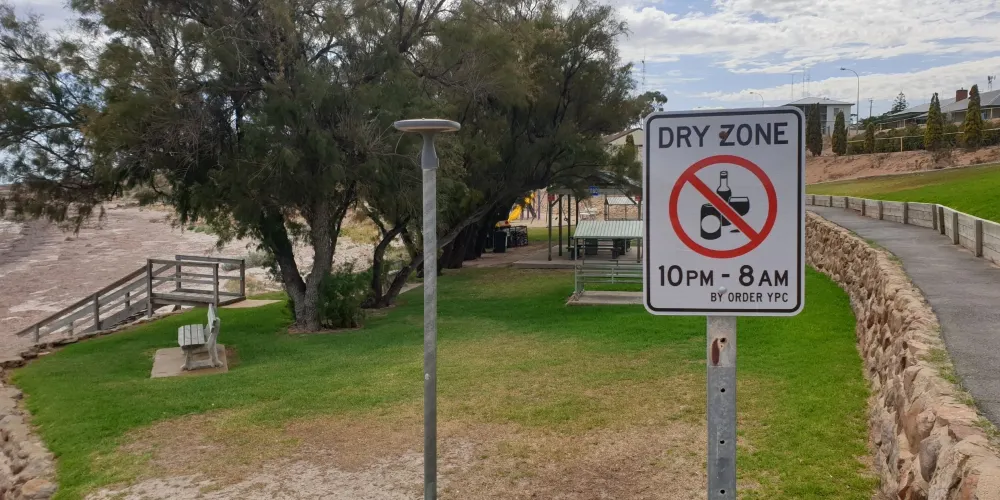 DRY ZONE
10PM - 8AM
BY ORDER YPC